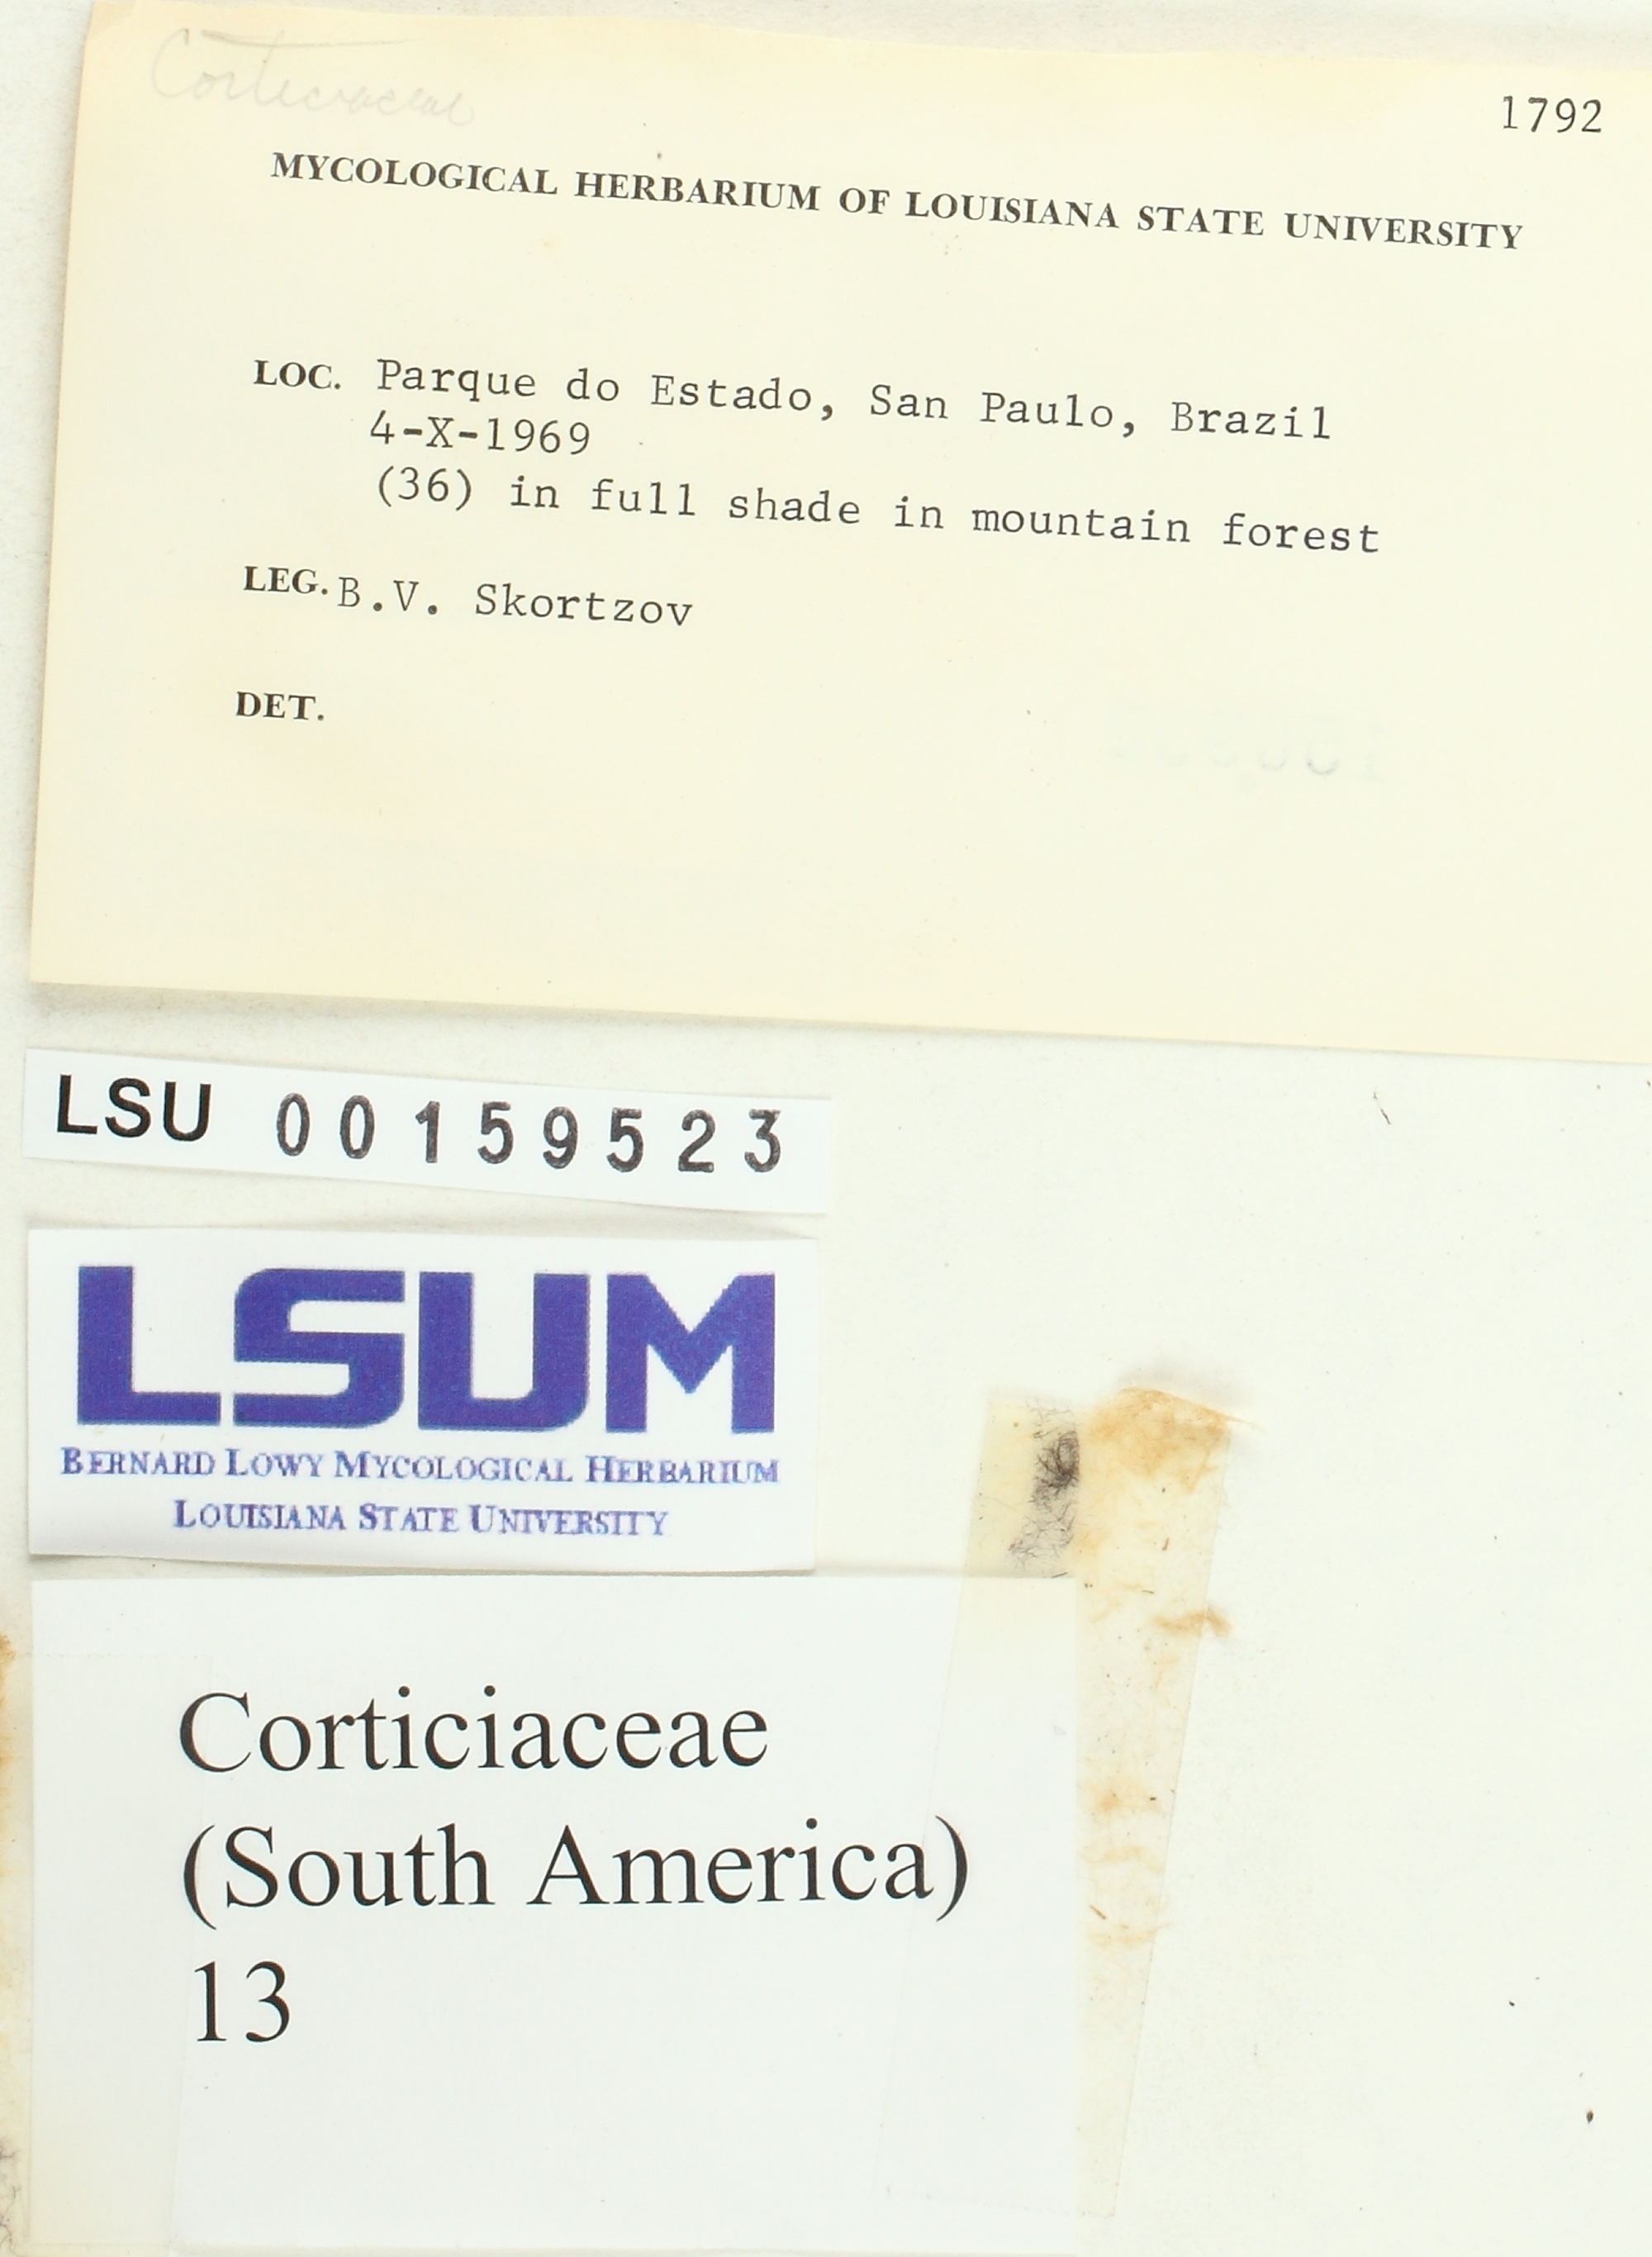 Corticiaceae
1792
MYCOLOGICAL HERBARIUM OF LOUISIANA STATE UNIVERSITY
LOC. Parque do Estado, San Paulo, Brazil
4-X-1969
(36) in full shade in mountain forest
LEG. B.V. Skortzov
DET.
LSU 00159523
LSUM
BERNARD LOWY MYCOLOGICAL HERBARIUM
LOUISIANA STATE UNIVERSITY
Corticiaceae
(South America)
13